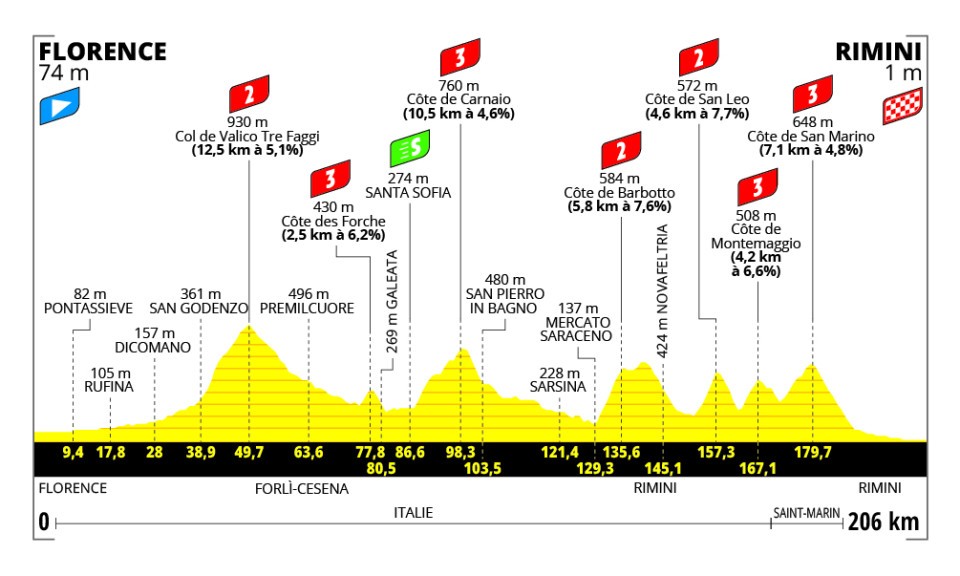 FLORENCE
74 m
RIMINI
1 m
2
930 m
Col de Valico Tre Faggi
(12,5 km à 5,1%)
3
430 m
Côte des Forche
(2,5 km à 6,2%)
S
274 m
SANTA SOFIA
3
760 m
Côte de Carnaio
(10,5 km à 4,6%)
2
584 m
Côte de Barbotto
(5,8 km à 7,6%)
2
572 m
Côte de San Leo
(4,6 km à 7,7%)
3
508 m
Côte de
Montemaggio
(4,2 km
à 6,6%)
3
648 m
Côte de San Marino
(7,1 km à 4,8%)
82 m
PONTASSIEVE
105 m
RUFINA
157 m
DICOMANO
361 m
SAN GODENZO
496 m
PREMILCUORE
269 m GALEATA
480 m
SAN PIERRO
IN BAGNO
228 m
SARSINA
137 m
MERCATO
SARACENO
424 m NOVAFELTRIA
9,4 17,8 28 38,9 49,7 63,6 77,8 86,6 98,3 121,4 135,6 157,3 179,7
80,5 103,5 129,3 145,1 167,1
FLORENCE FORLÌ-CESENA RIMINI RIMINI
0 ITALIE SAINT-MARIN 206 km